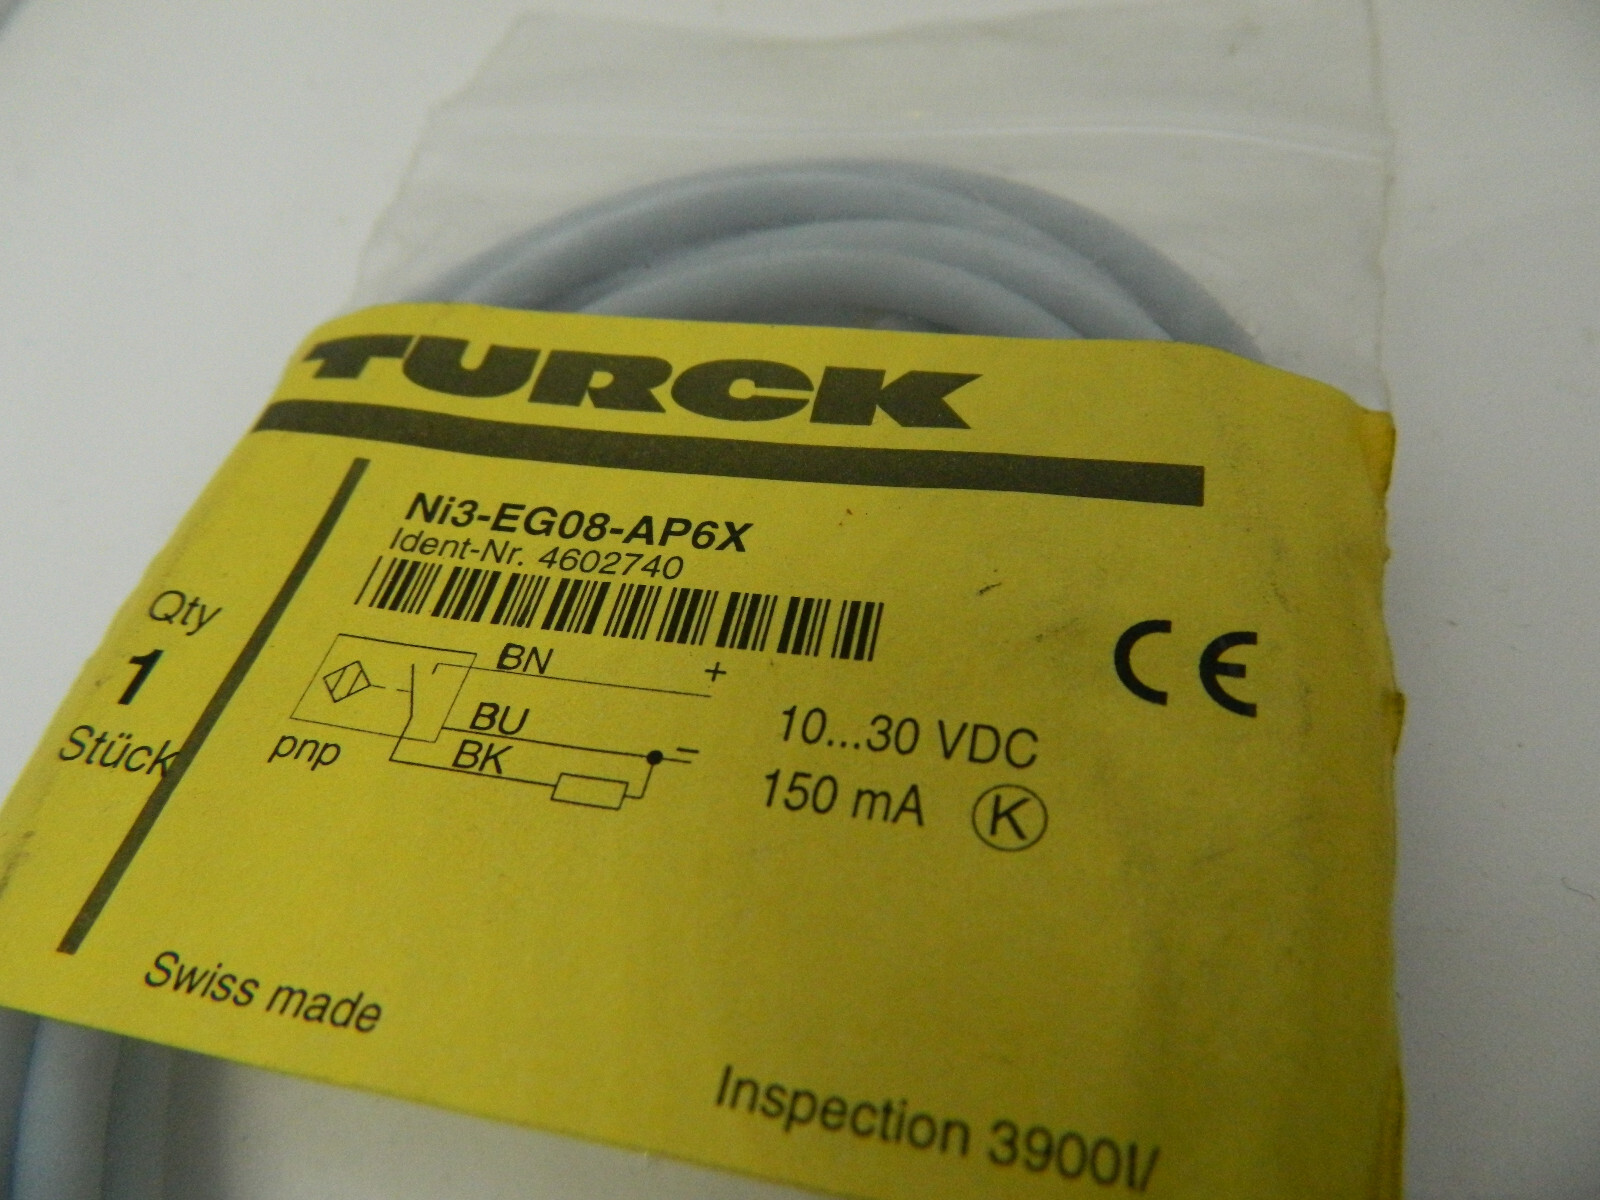 TURCK
Ni3-EG08-AP6X
Ident-Nr. 4602740
Qty
1
Stück
BN
+
BU
BK
pnp
10...30 VDC
150 mA K
CE
Swiss made
Inspection 3900